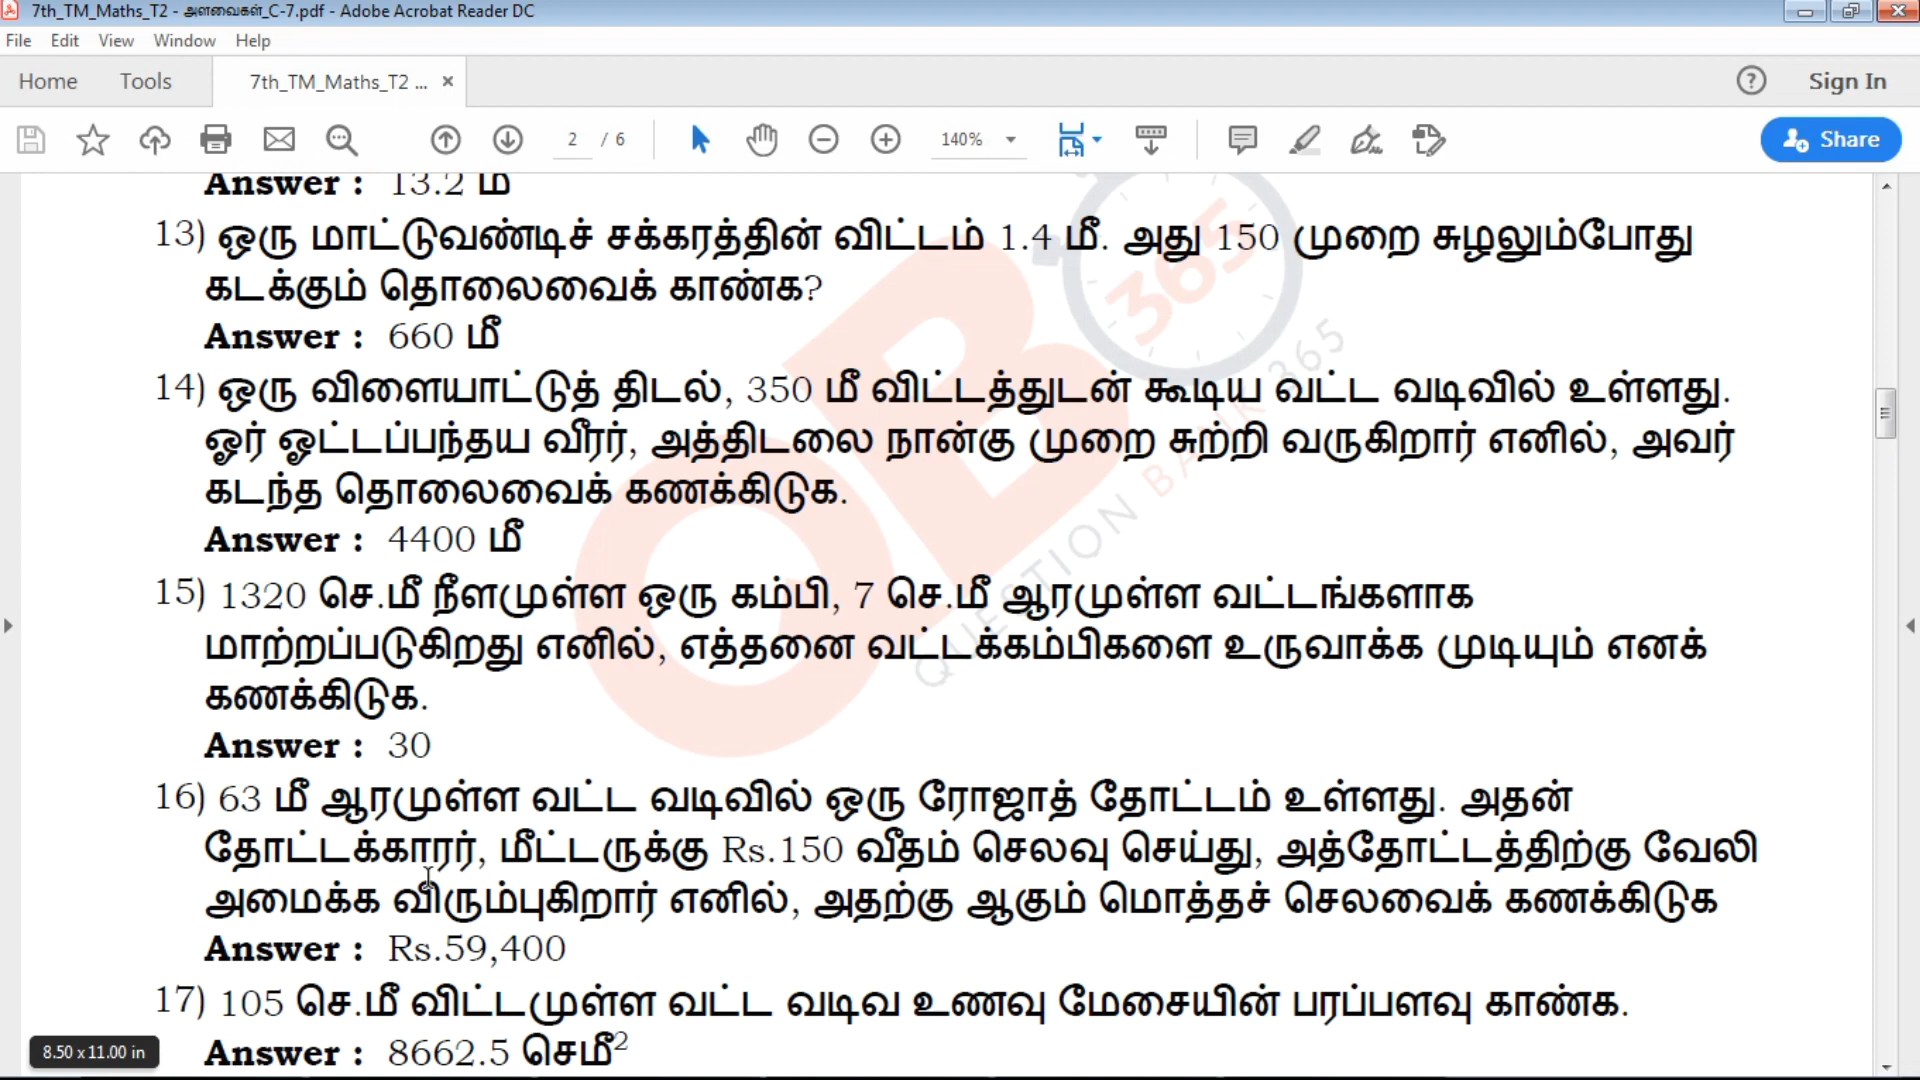 7th_TM_Maths_T2 - அளவைகள்_C-7.pdf - Adobe Acrobat Reader DC
File Edit View Window Help
Home Tools 7th_TM_Maths_T2 ... × ? Sign In
2 / 6 140% Share
Answer : 13.2 மீ
13) ஒரு மாட்டுவண்டிச் சக்கரத்தின் விட்டம் 1.4 மீ. அது 150 முறை சுழலும்போது
கடக்கும் தொலைவைக் காண்க?
Answer : 660 மீ
14) ஒரு விளையாட்டுத் திடல், 350 மீ விட்டத்துடன் கூடிய வட்ட வடிவில் உள்ளது.
ஓர் ஓட்டப்பந்தய வீரர், அத்திடலை நான்கு முறை சுற்றி வருகிறார் எனில், அவர்
கடந்த தொலைவைக் கணக்கிடுக.
Answer : 4400 மீ
15) 1320 செ.மீ நீளமுள்ள ஒரு கம்பி, 7 செ.மீ ஆரமுள்ள வட்டங்களாக
மாற்றப்படுகிறது எனில், எத்தனை வட்டக்கம்பிகளை உருவாக்க முடியும் எனக்
கணக்கிடுக.
Answer : 30
16) 63 மீ ஆரமுள்ள வட்ட வடிவில் ஒரு ரோஜாத் தோட்டம் உள்ளது. அதன்
தோட்டக்காரர், மீட்டருக்கு Rs.150 வீதம் செலவு செய்து, அத்தோட்டத்திற்கு வேலி
அமைக்க விரும்புகிறார் எனில், அதற்கு ஆகும் மொத்தச் செலவைக் கணக்கிடுக
Answer : Rs.59,400
17) 105 செ.மீ விட்டமுள்ள வட்ட வடிவ உணவு மேசையின் பரப்பளவு காண்க.
Answer : 8662.5 செமீ²
8.50 x 11.00 in
QB
365
QUESTION BANK 365